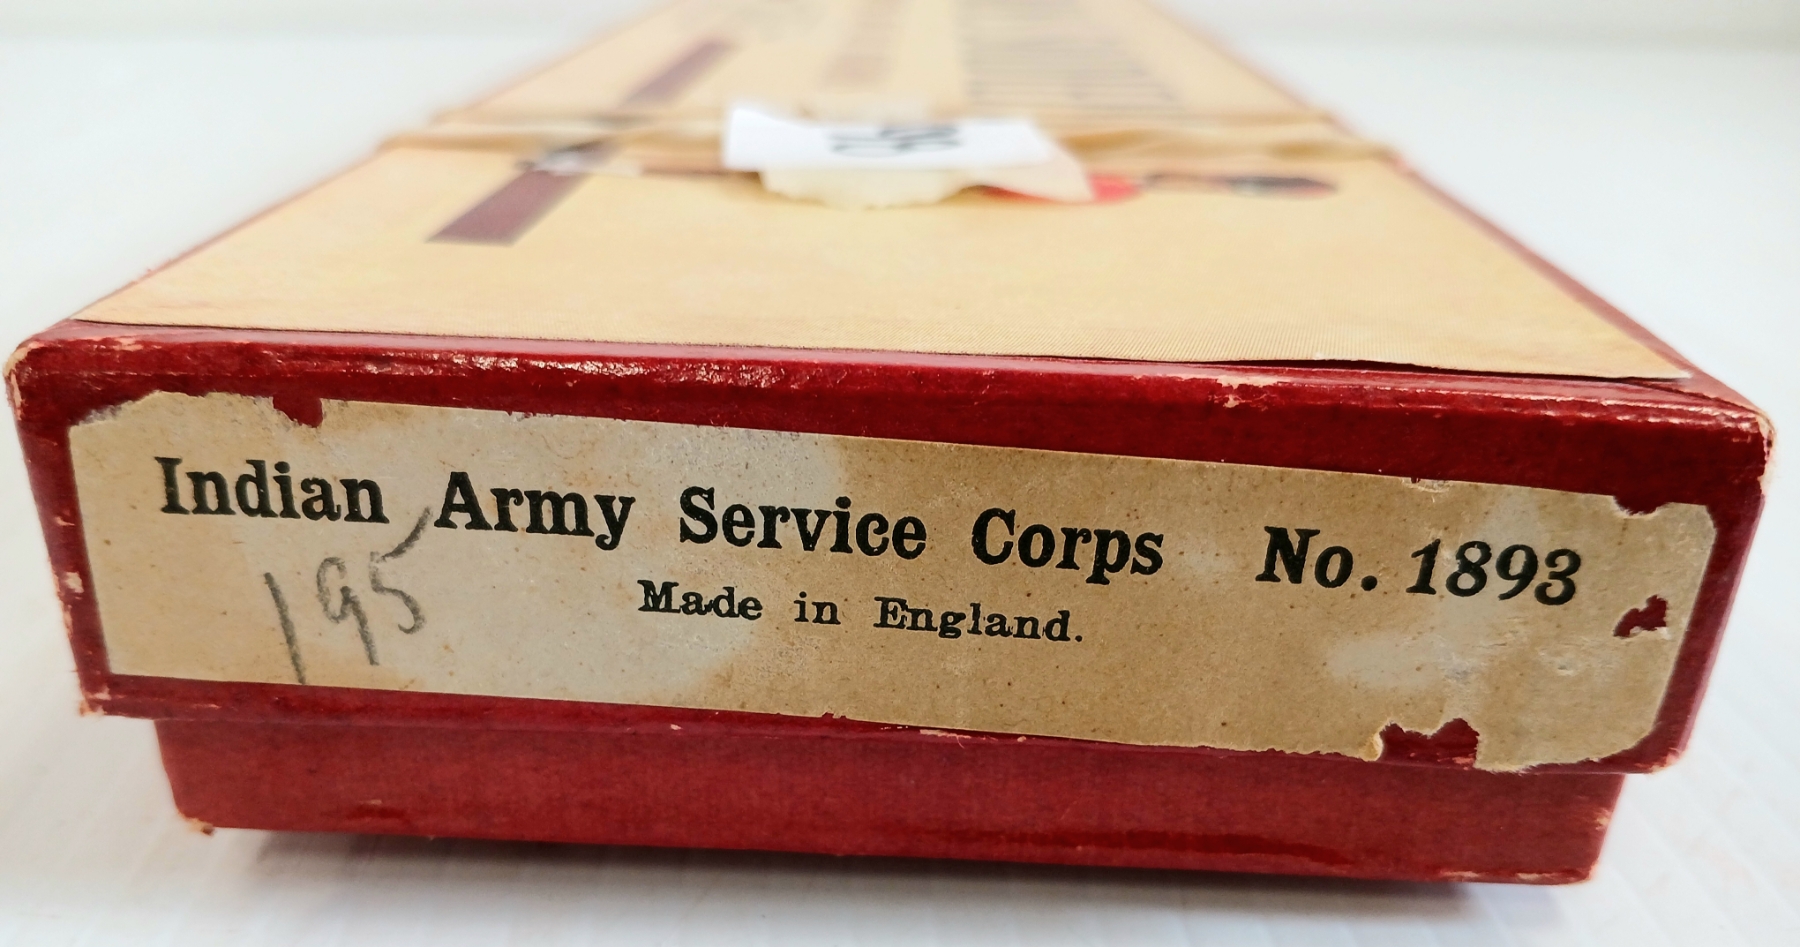 Indian Army Service Corps No. 1893
Made in England.
195